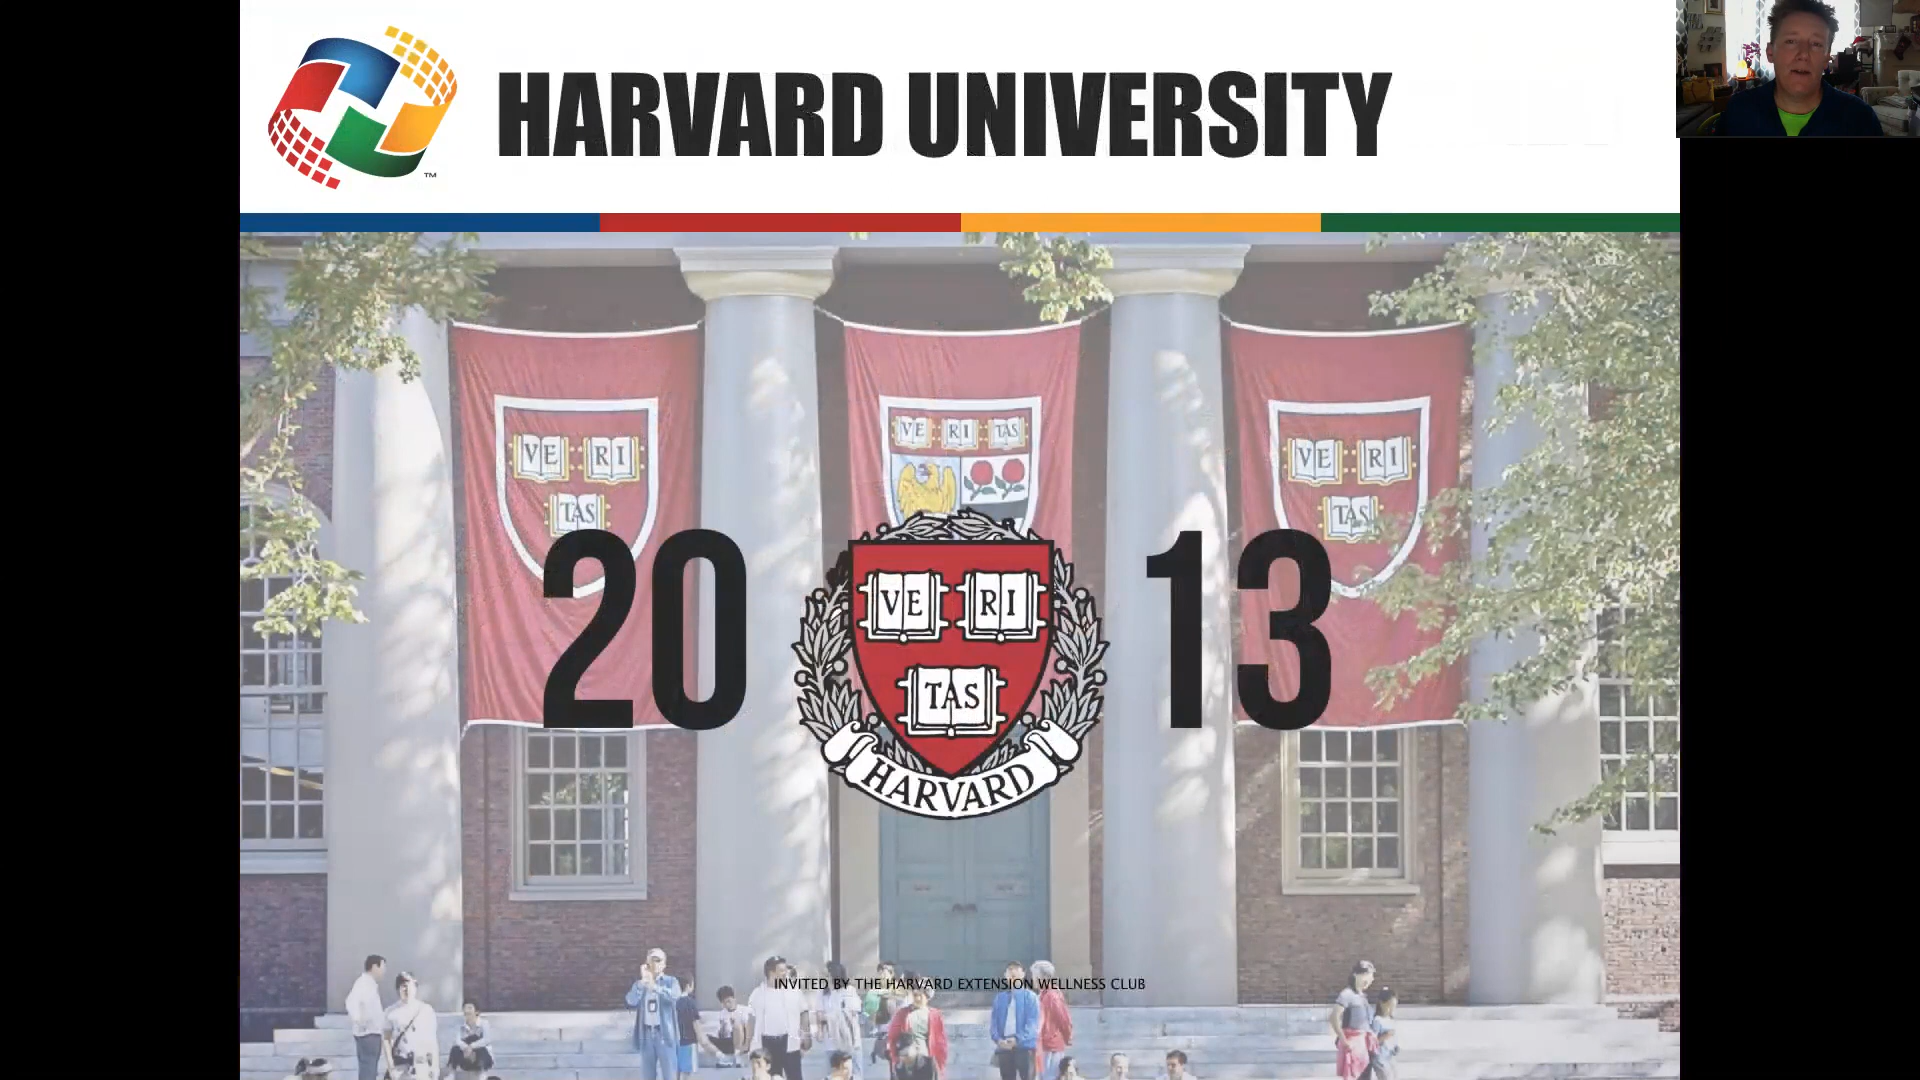 ™
HARVARD UNIVERSITY
VE RI
TAS
VE RI TAS
VE RI
TAS
20
13
VE RI
TAS
HARVARD
INVITED BY THE HARVARD EXTENSION WELLNESS CLUB